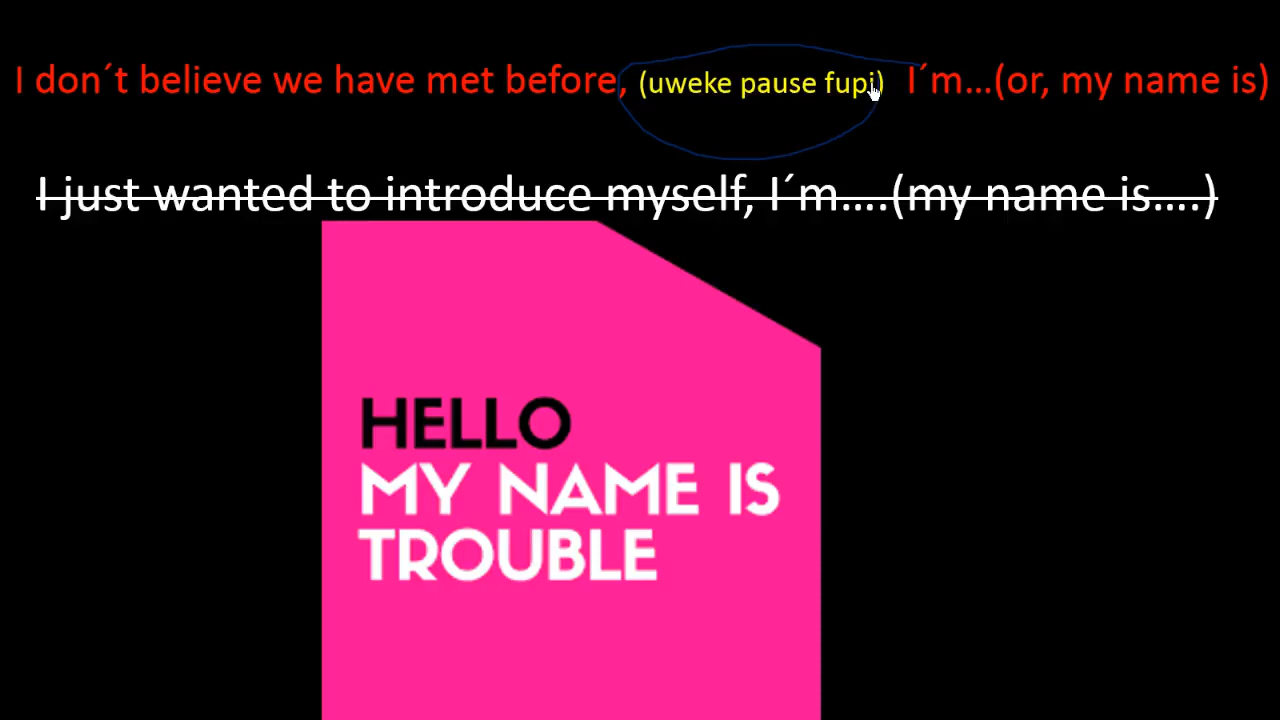 I don´t believe we have met before, (uweke pause fupi) I´m...(or, my name is)
I just wanted to introduce myself, I´m....(my name is....)
HELLO
MY NAME IS
TROUBLE